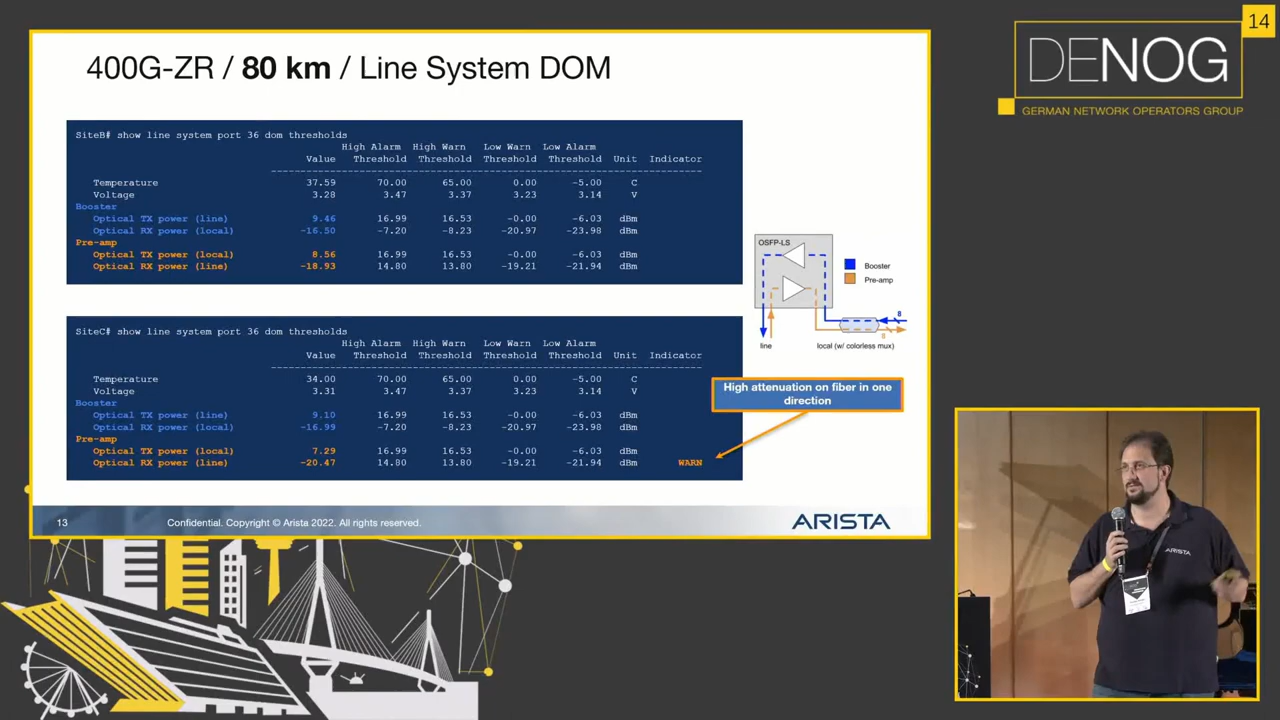 14
DENOG
GERMAN NETWORK OPERATORS GROUP
400G-ZR / 80 km / Line System DOM
SiteB# show line system port 36 dom thresholds
High Alarm High Warn Low Warn Low Alarm
Value Threshold Threshold Threshold Threshold Unit Indicator
Temperature 37.59 70.00 65.00 0.00 -5.00 C
Voltage 3.28 3.47 3.37 3.23 3.14 V
Booster
Optical TX power (line) 9.46 16.99 16.53 -0.00 -6.03 dBm
Optical RX power (local) -16.50 -7.20 -8.23 -20.97 -23.98 dBm
Pre-amp
Optical TX power (local) 8.56 16.99 16.53 -0.00 -6.03 dBm
Optical RX power (line) -18.93 14.80 13.80 -19.21 -21.94 dBm
OSFP-LS
Booster
Pre-amp
8
8
line
local (w/ colorless mux)
SiteC# show line system port 36 dom thresholds
High Alarm High Warn Low Warn Low Alarm
Value Threshold Threshold Threshold Threshold Unit Indicator
Temperature 34.00 70.00 65.00 0.00 -5.00 C
Voltage 3.31 3.47 3.37 3.23 3.14 V
Booster
Optical TX power (line) 9.10 16.99 16.53 -0.00 -6.03 dBm
Optical RX power (local) -16.99 -7.20 -8.23 -20.97 -23.98 dBm
Pre-amp
Optical TX power (local) 7.29 16.99 16.53 -0.00 -6.03 dBm
Optical RX power (line) -20.47 14.80 13.80 -19.21 -21.94 dBm WARN
High attenuation on fiber in one
direction
13
Confidential. Copyright © Arista 2022. All rights reserved.
ARISTA
ARISTA